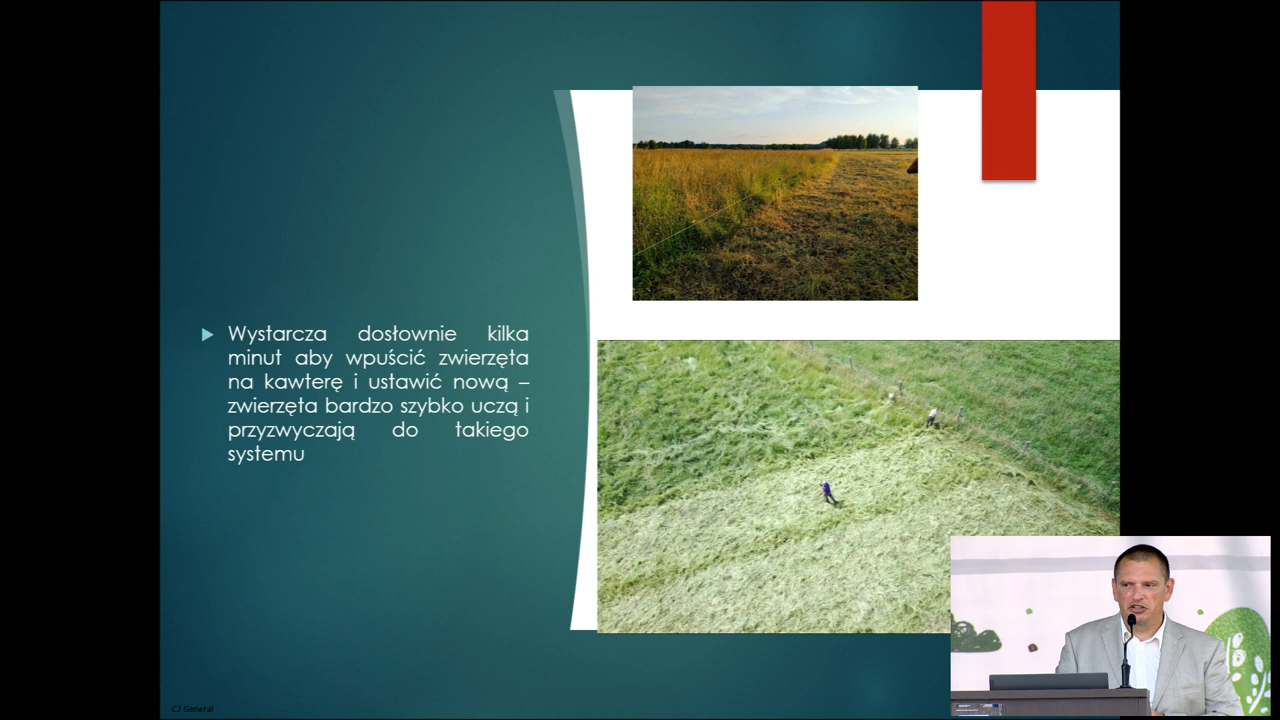 Wystarcza dosłownie kilka
minut aby wpuścić zwierzęta
na kawterę i ustawić nową –
zwierzęta bardzo szybko uczą i
przyzwyczają do takiego
systemu
C2 General